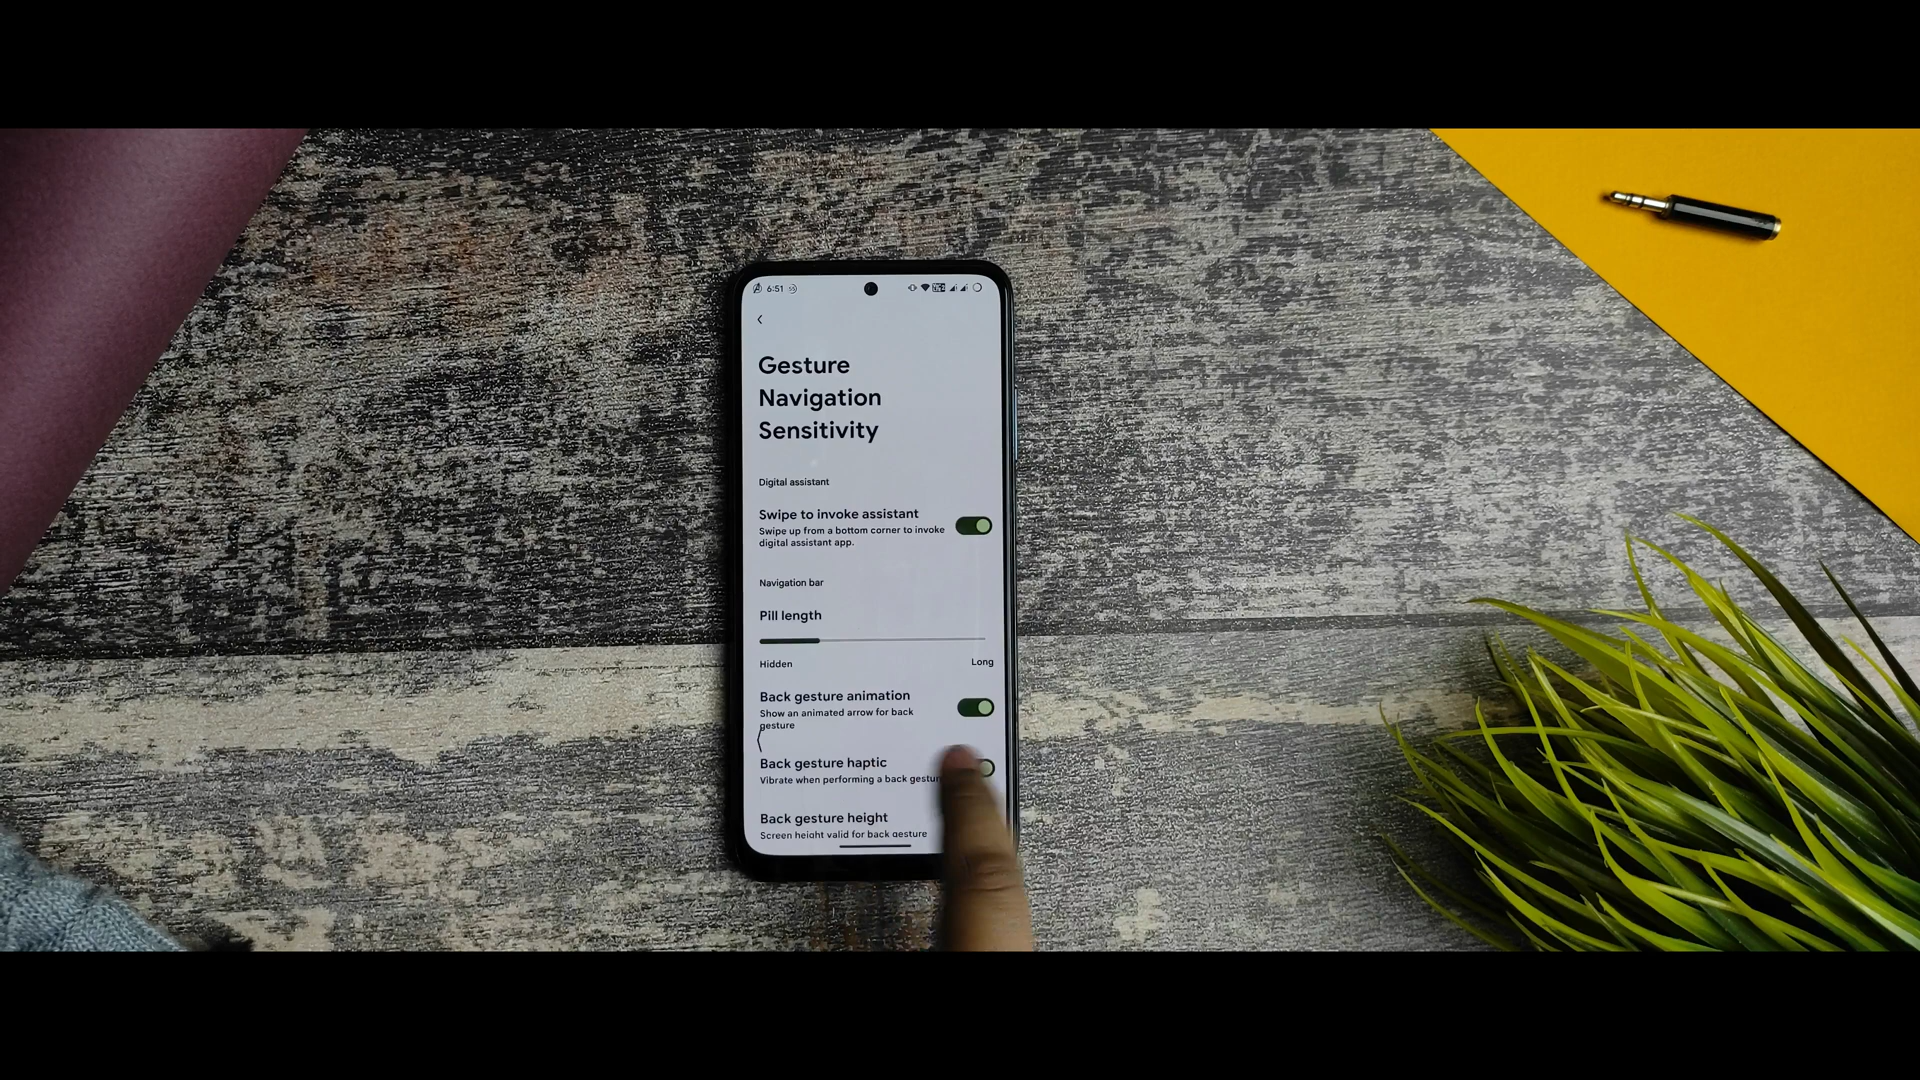 6:51
Gesture
Navigation
Sensitivity
Digital assistant
Swipe to invoke assistant
Swipe up from a bottom corner to invoke
digital assistant app.
Navigation bar
Pill length
Hidden Long
Back gesture animation
Show an animated arrow for back
gesture
Back gesture haptic
Vibrate when performing a back gesture
Back gesture height
Screen height valid for back gesture